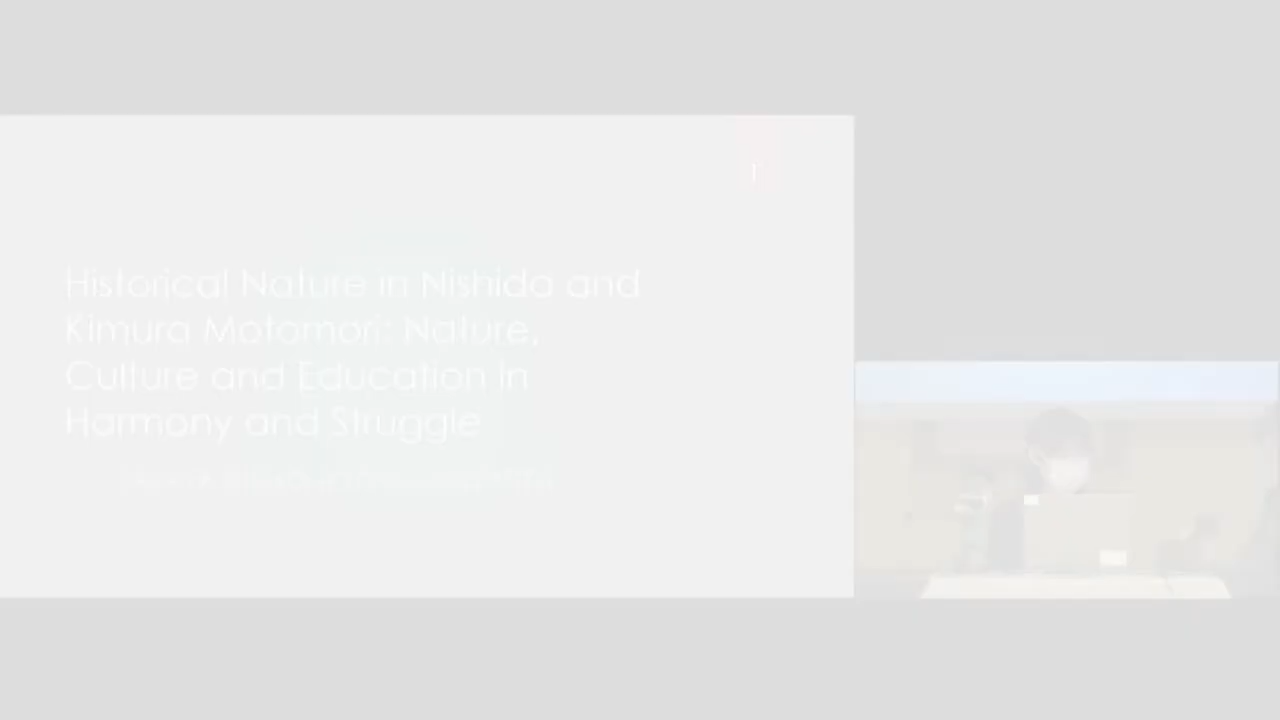 Historical Nature in Nishida and
Kimura Motomori: Nature,
Culture and Education in
Harmony and Struggle